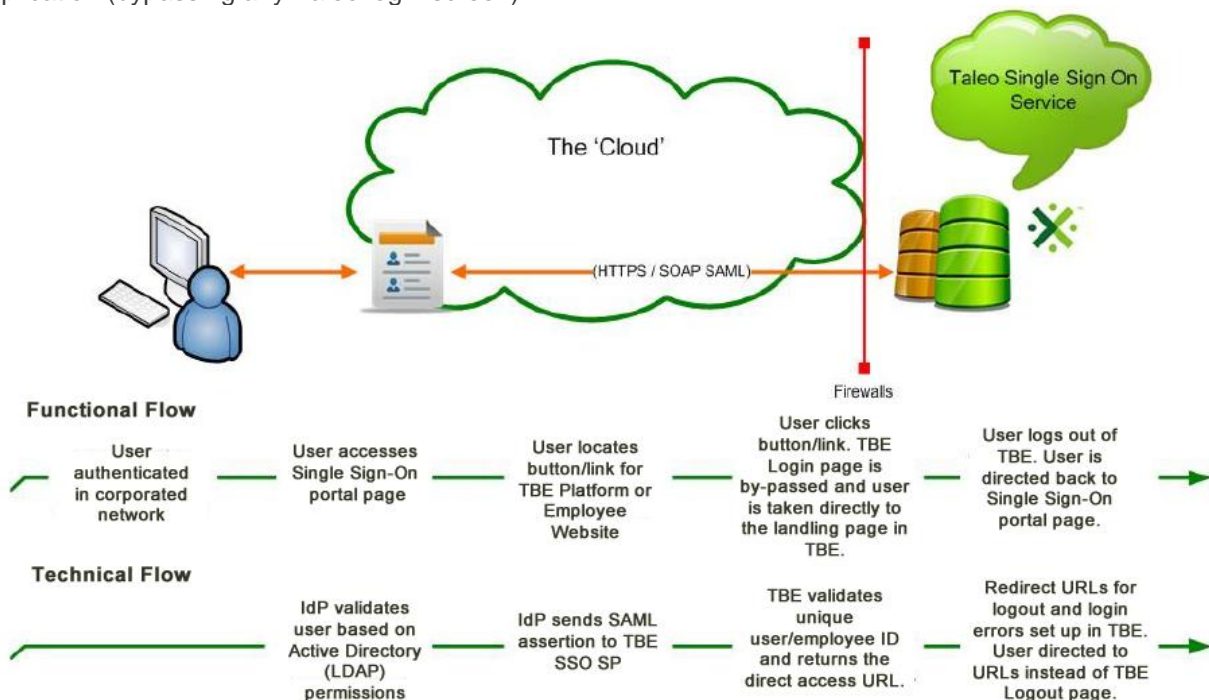 Taleo Single Sign On
Service
The 'Cloud'
(HTTPS / SOAP SAML)
Firewalls
Functional Flow
User
authenticated
in corporated
network
User accesses
Single Sign-On
portal page
User locates
button/link for
TBE Platform or
Employee
Website
User clicks
button/link. TBE
Login page is
by-passed and user
is taken directly to
the landling page in
TBE.
User logs out of
TBE. User is
directed back to
Single Sign-On
portal page.
Technical Flow
IdP validates
user based on
Active Directory
(LDAP)
permissions
IdP sends SAML
assertion to TBE
SSO SP
TBE validates
unique
user/employee ID
and returns the
direct access URL.
Redirect URLs for
logout and login
errors set up in TBE.
User directed to
URLs instead of TBE
Logout page.